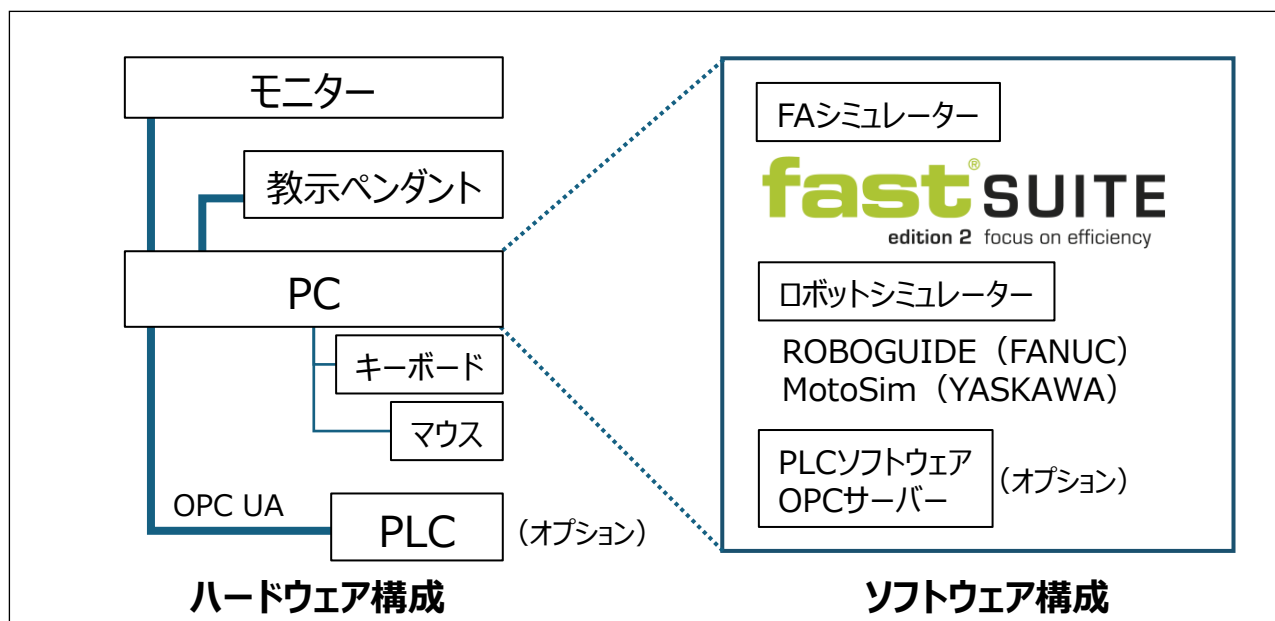 モニター
教示ペンダント
PC
キーボード
マウス
OPC UA
PLC
（オプション）
ハードウェア構成
FAシミュレーター
fast® SUITE
edition 2 focus on efficiency
ロボットシミュレーター
ROBOGUIDE（FANUC）
MotoSim（YASKAWA）
PLCソフトウェア
OPCサーバー
（オプション）
ソフトウェア構成